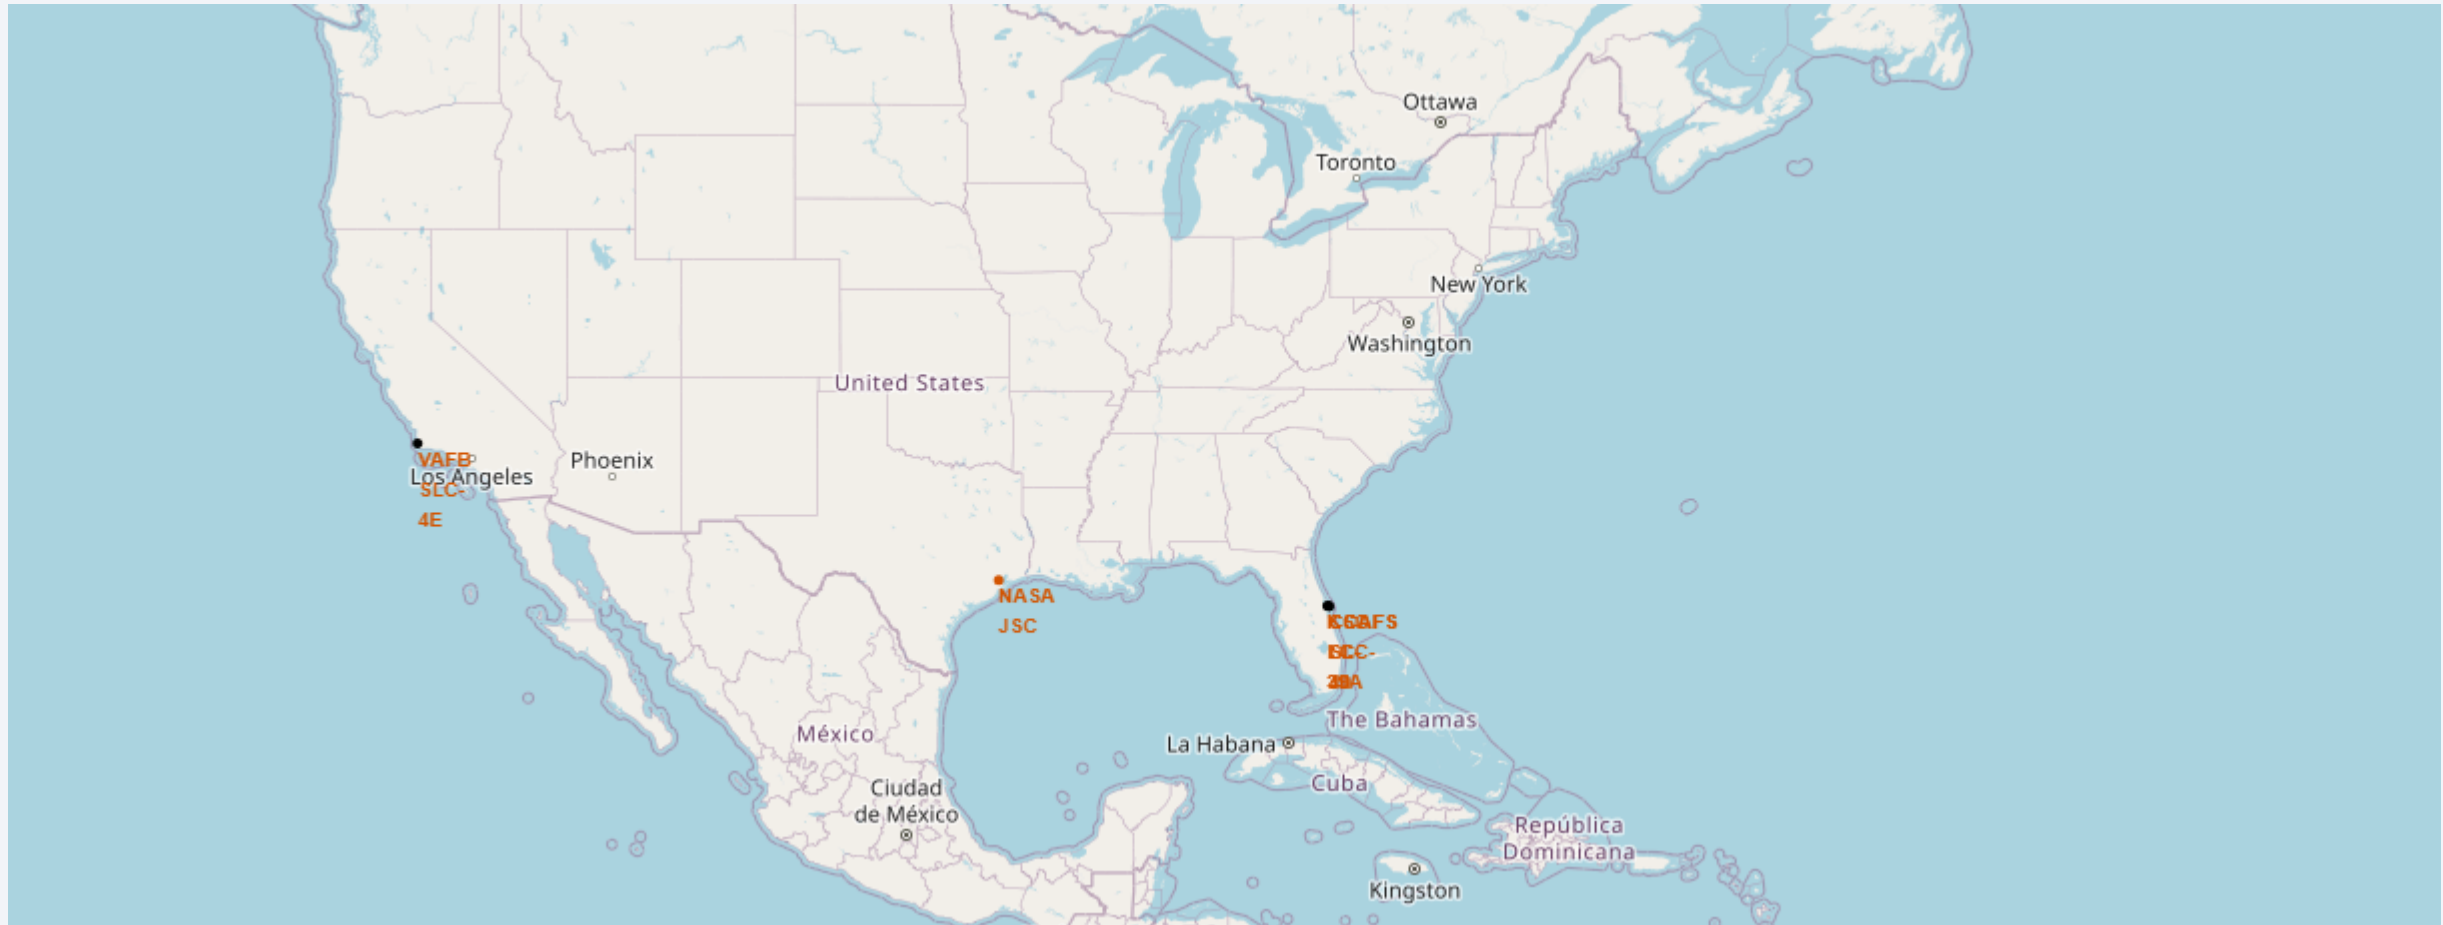 Ottawa
Toronto
New York
Washington
United States
VAFB
SLC-
4E
Los Angeles
Phoenix
NASA
JSC
The Bahamas
México
La Habana
Cuba
Ciudad
de México
República
Dominicana
Kingston